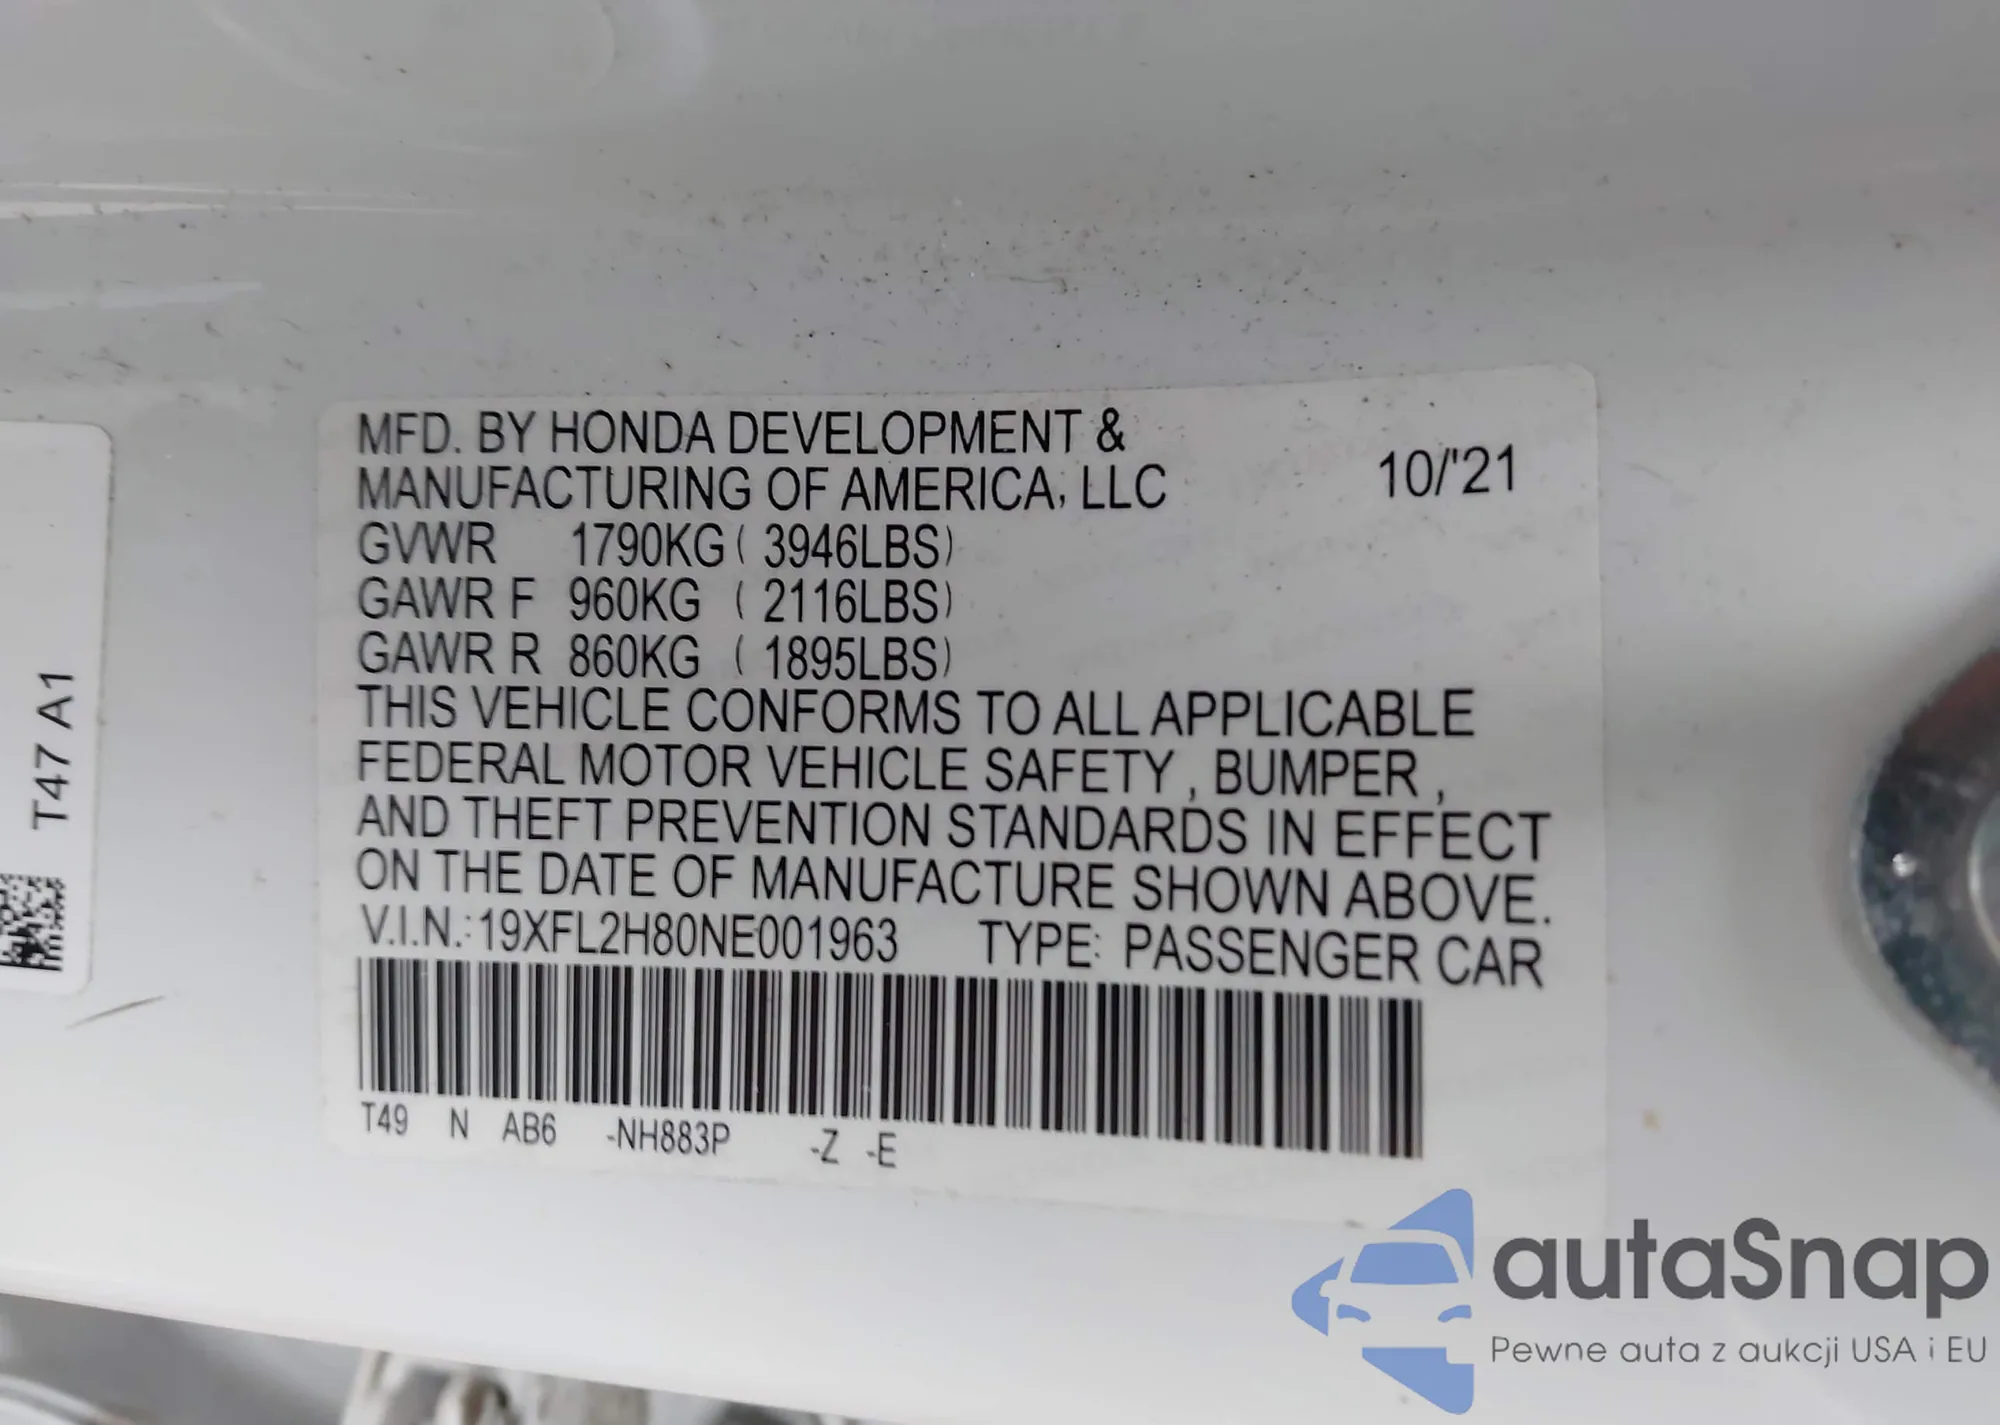 MFD. BY HONDA DEVELOPMENT &
MANUFACTURING OF AMERICA, LLC 10/'21
GVWR 1790KG ( 3946LBS)
GAWR F 960KG ( 2116LBS)
GAWR R 860KG ( 1895LBS)
THIS VEHICLE CONFORMS TO ALL APPLICABLE
FEDERAL MOTOR VEHICLE SAFETY , BUMPER ,
AND THEFT PREVENTION STANDARDS IN EFFECT
ON THE DATE OF MANUFACTURE SHOWN ABOVE.
V.I.N.: 19XFL2H80NE001963 TYPE: PASSENGER CAR
T49 N AB6 -NH883P -Z -E
T47 A1
autaSnap
Pewne auta z aukcji USA i EU